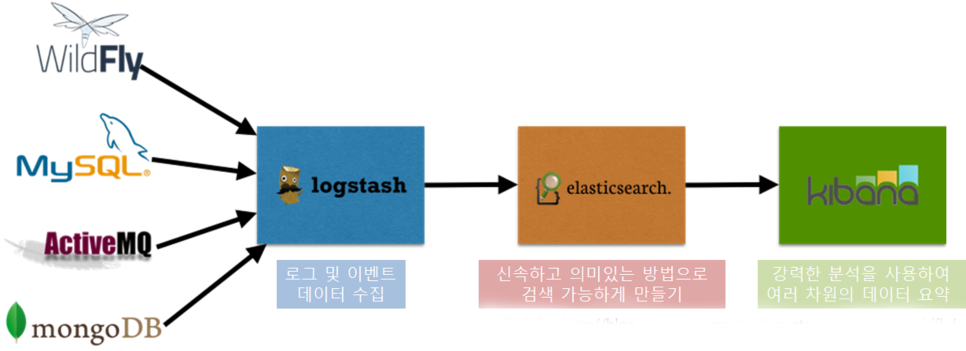 WildFly
MySQL®
ActiveMQ
mongoDB
logstash
elasticsearch.
kibana
로그 및 이벤트
데이터 수집
신속하고 의미있는 방법으로
검색 가능하게 만들기
강력한 분석을 사용하여
여러 차원의 데이터 요약